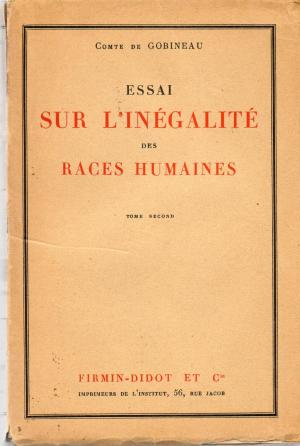 COMTE DE GOBINEAU
ESSAI
SUR L'INÉGALITÉ
DES
RACES HUMAINES
TOME SECOND
FIRMIN-DIDOT ET Cie
IMPRIMEURS DE L'INSTITUT, 56, RUE JACOB